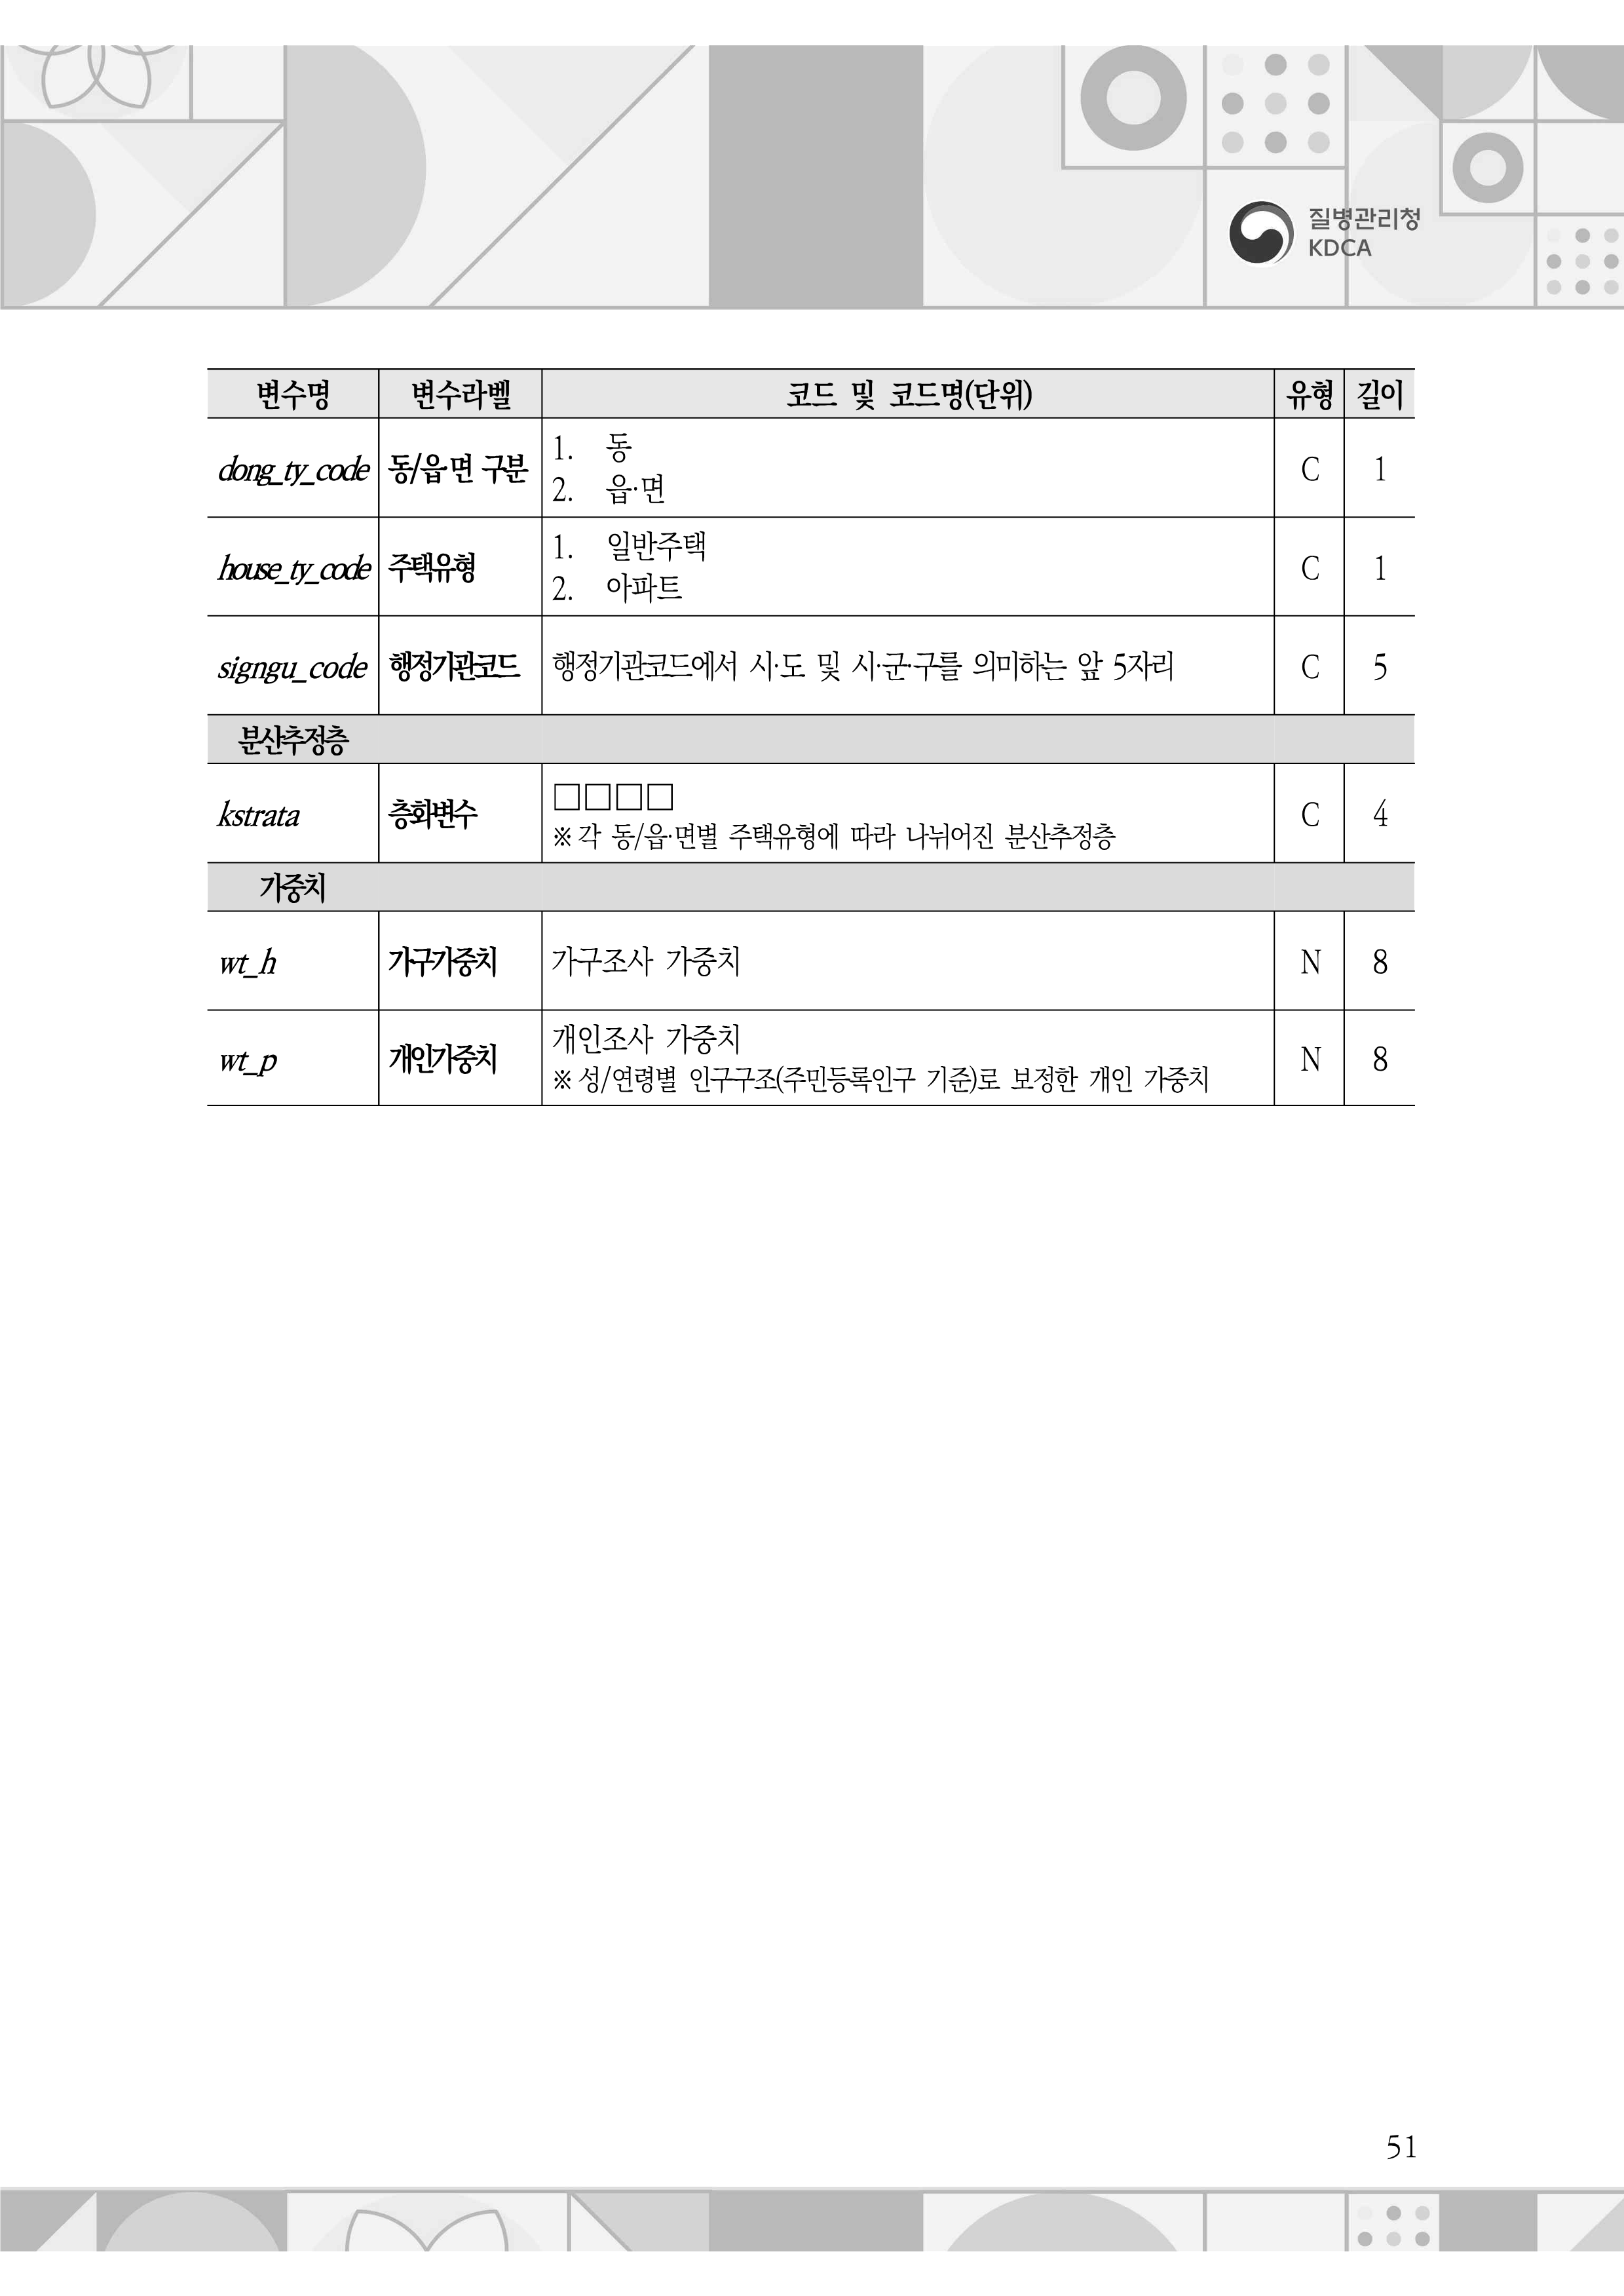 질병관리청
KDCA
변수명 변수라벨 코드 및 코드명(단위) 유형 길이
dong_ty_code 동/읍·면 구분 1. 동 C 1
2. 읍·면
house_ty_code 주택유형 1. 일반주택 C 1
2. 아파트
signgu_code 행정기관코드 행정기관코드에서 시·도 및 시·군·구를 의미하는 앞 5자리 C 5
분산추정층
kstrata 층화변수 □□□□ C 4
※ 각 동/읍·면별 주택유형에 따라 나뉘어진 분산추정층
가중치
wt_h 가구가중치 가구조사 가중치 N 8
wt_p 개인가중치 개인조사 가중치 N 8
※ 성/연령별 인구구조(주민등록인구 기준)로 보정한 개인 가중치
51